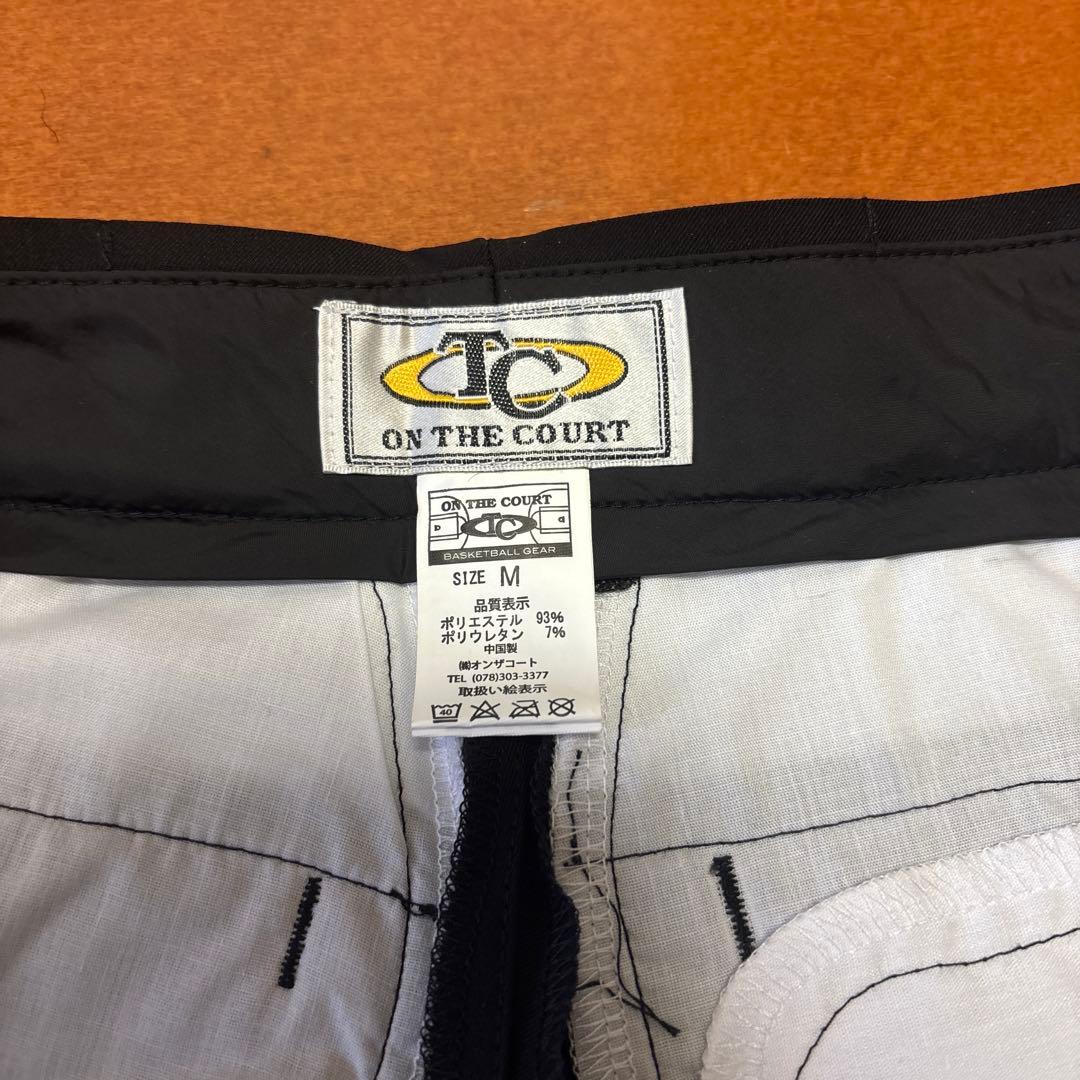 TC
ON THE COURT
ON THE COURT
TC
BASKETBALL GEAR
SIZE M
品質表示
ポリエステル 93%
ポリウレタン 7%
中国製
㈱オンザコート
TEL (078)303-3377
取扱い絵表示
40